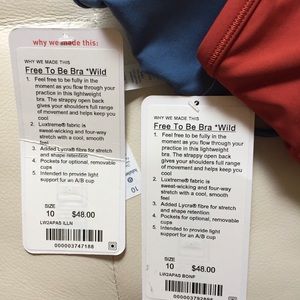 why we made this:
WHY WE MADE THIS
Free To Be Bra *Wild
1. Feel free to be fully in the
moment as you flow through your
practice in this lightweight
bra. The strappy open back
gives your shoulders full range
of movement and helps keep you
cool
2. Luxtreme® fabric is
sweat-wicking and four-way
stretch with a cool, smooth
feel
3. Added Lycra® fibre for stretch
and shape retention
4. Pockets for optional, removable
cups
5. Intended to provide light
support for an A/B cup
SIZE
10 $48.00
LW2APAS ILLN
000003747188
WHY WE MADE THIS
Free To Be Bra *Wild
1. Feel free to be fully in the
moment as you flow through your
practice in this lightweight
bra. The strappy open back
gives your shoulders full range
of movement and helps keep you
cool
2. Luxtreme® fabric is
sweat-wicking and four-way
stretch with a cool, smooth
feel
3. Added Lycra® fibre for stretch
and shape retention
4. Pockets for optional, removable
cups
5. Intended to provide light
support for an A/B cup
SIZE
10 $48.00
LW2APAS BONF
10